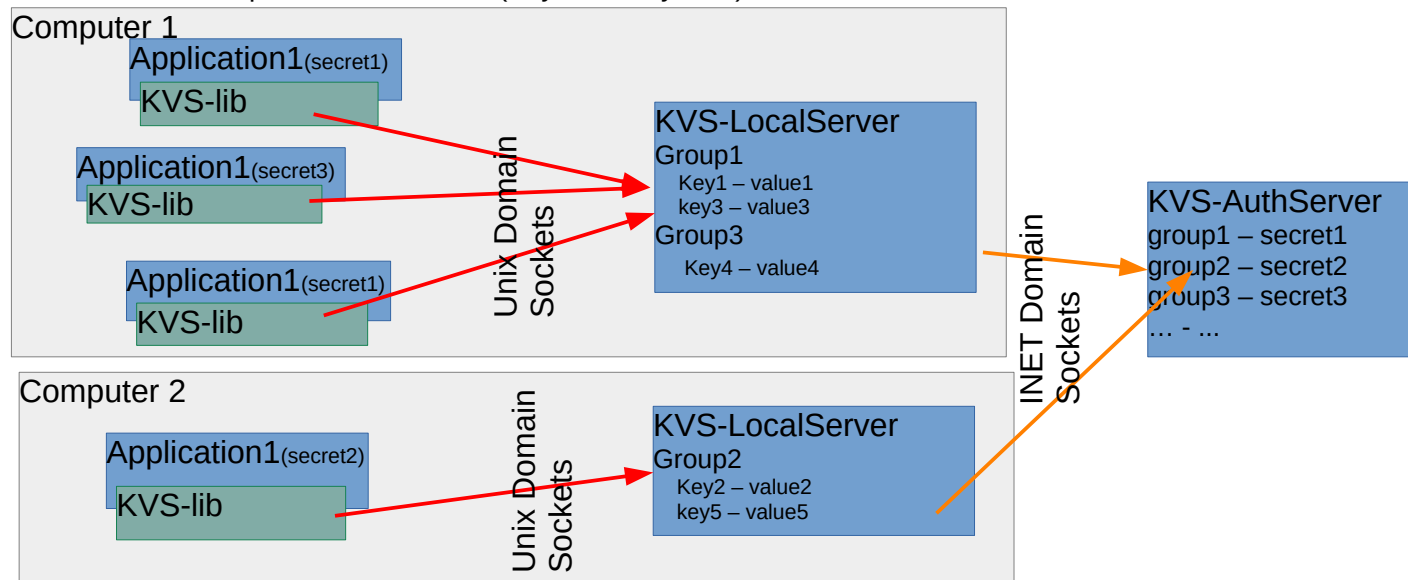 Computer 1
Application1(secret1)
KVS-lib
Application1(secret3)
KVS-lib
Application1(secret1)
KVS-lib
Unix Domain
Sockets
KVS-LocalServer
Group1
Key1 – value1
key3 – value3
Group3
Key4 – value4
INET Domain
Sockets
KVS-AuthServer
group1 – secret1
group2 – secret2
group3 – secret3
… - ...
Computer 2
Application1(secret2)
KVS-lib
Unix Domain
Sockets
KVS-LocalServer
Group2
Key2 – value2
key5 – value5